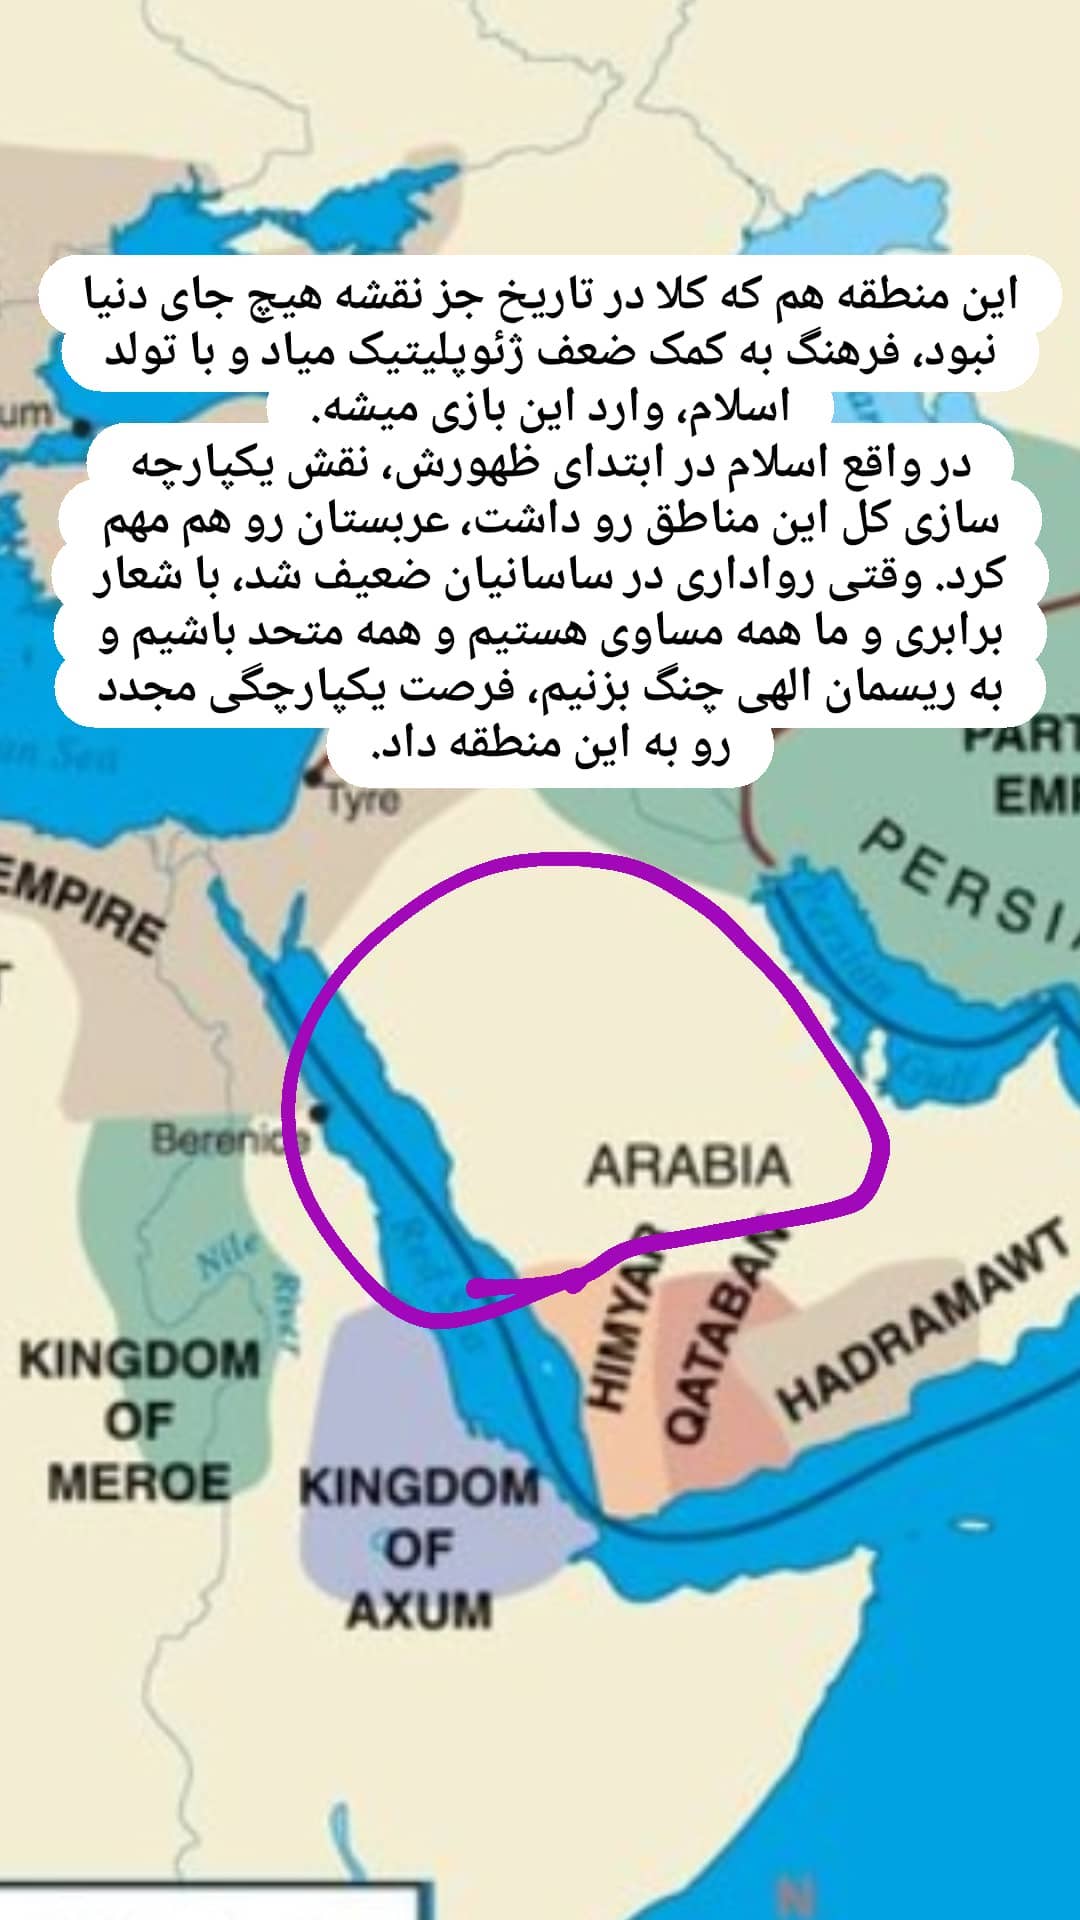 این منطقه هم که کلا در تاریخ جز نقشه هیچ جای دنیا
نبود، فرهنگ به کمک ضعف ژئوپلیتیک میاد و با تولد
اسلام، وارد این بازی میشه.
در واقع اسلام در ابتدای ظهورش، نقش یکپارچه
سازی کل این مناطق رو داشت، عربستان رو هم مهم
کرد. وقتی رواداری در ساسانیان ضعیف شد، با شعار
برابری و ما همه مساوی هستیم و همه متحد باشیم و
به ریسمان الهی چنگ بزنیم، فرصت یکپارچگی مجدد
رو به این منطقه داد.
um
an Sea
PART
EMP
Tyre
PERSIA
EMPIRE
Persian
Gulf
Berenice
ARABIA
Red
Nile
River
HIMYAR
QATABAN
HADRAMAWT
KINGDOM
OF
MEROE
KINGDOM
OF
AXUM
N